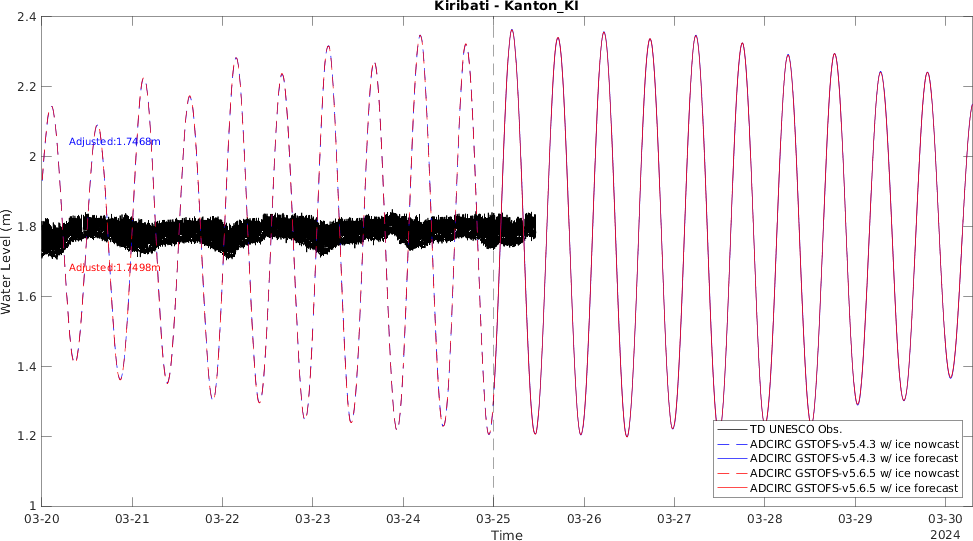 Kiribati - Kanton_KI
2.4
2.2
2
1.8
1.6
1.4
1.2
1
Water Level (m)
Adjusted:1.7468m
Adjusted:1.7498m
TD UNESCO Obs.
ADCIRC GSTOFS-v5.4.3 w/ ice nowcast
ADCIRC GSTOFS-v5.4.3 w/ ice forecast
ADCIRC GSTOFS-v5.6.5 w/ ice nowcast
ADCIRC GSTOFS-v5.6.5 w/ ice forecast
03-20 03-21 03-22 03-23 03-24 03-25 03-26 03-27 03-28 03-29 03-30
Time
2024